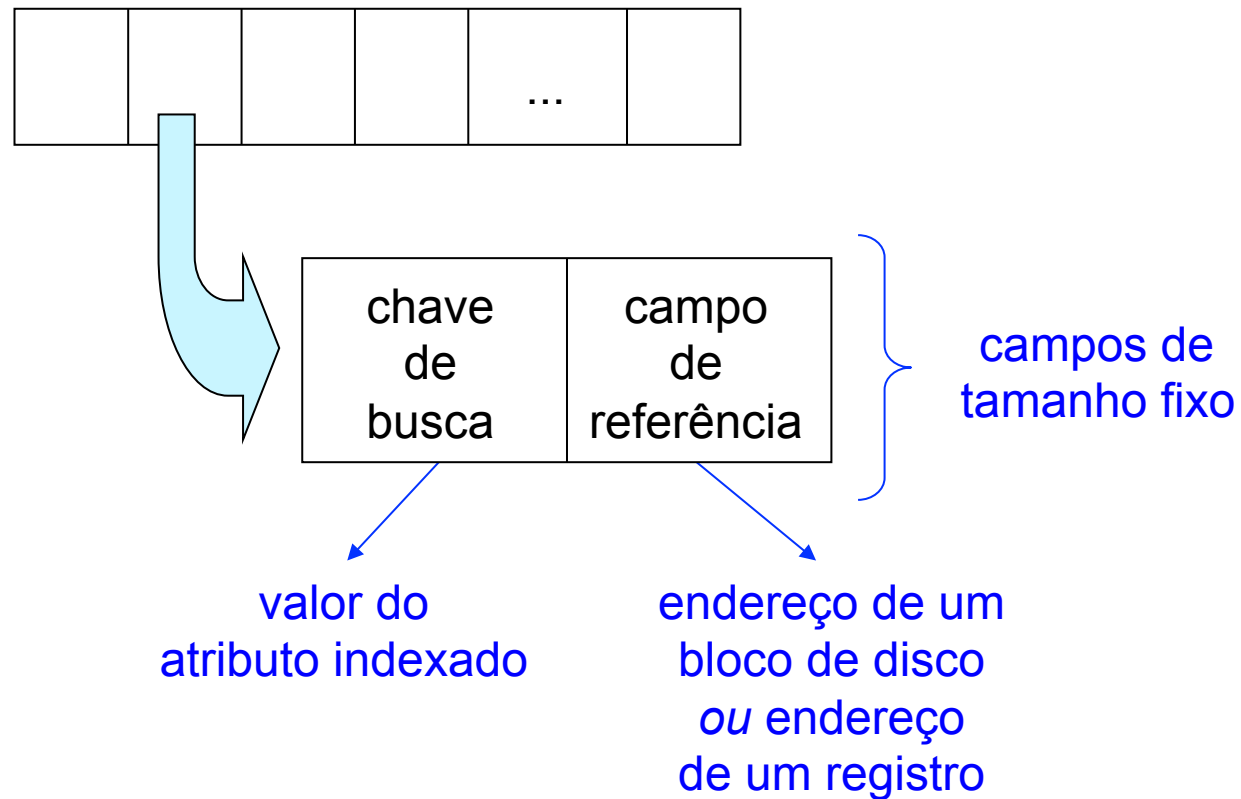 ...
chave
de
busca
campo
de
referência
campos de
tamanho fixo
valor do
atributo indexado
endereço de um
bloco de disco
ou endereço
de um registro